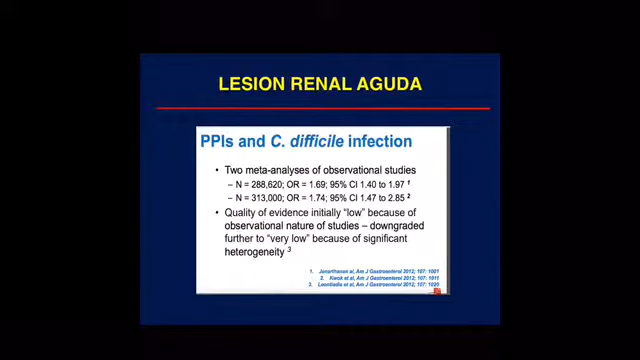 LESION RENAL AGUDA
PPIs and C. difficile infection
• Two meta-analyses of observational studies
– N = 288,620; OR = 1.69; 95% CI 1.40 to 1.97 1
– N = 313,000; OR = 1.74; 95% CI 1.47 to 2.85 2
• Quality of evidence initially “low” because of
observational nature of studies – downgraded
further to “very low” because of significant
heterogeneity 3
1. Janarthanan al, Am J Gastroenterol 2012; 107: 1001
2. Kwok et al, Am J Gastroenterol 2012; 107: 1011
3. Leontiadis et al, Am J Gastroenterol 2012; 107: 1020